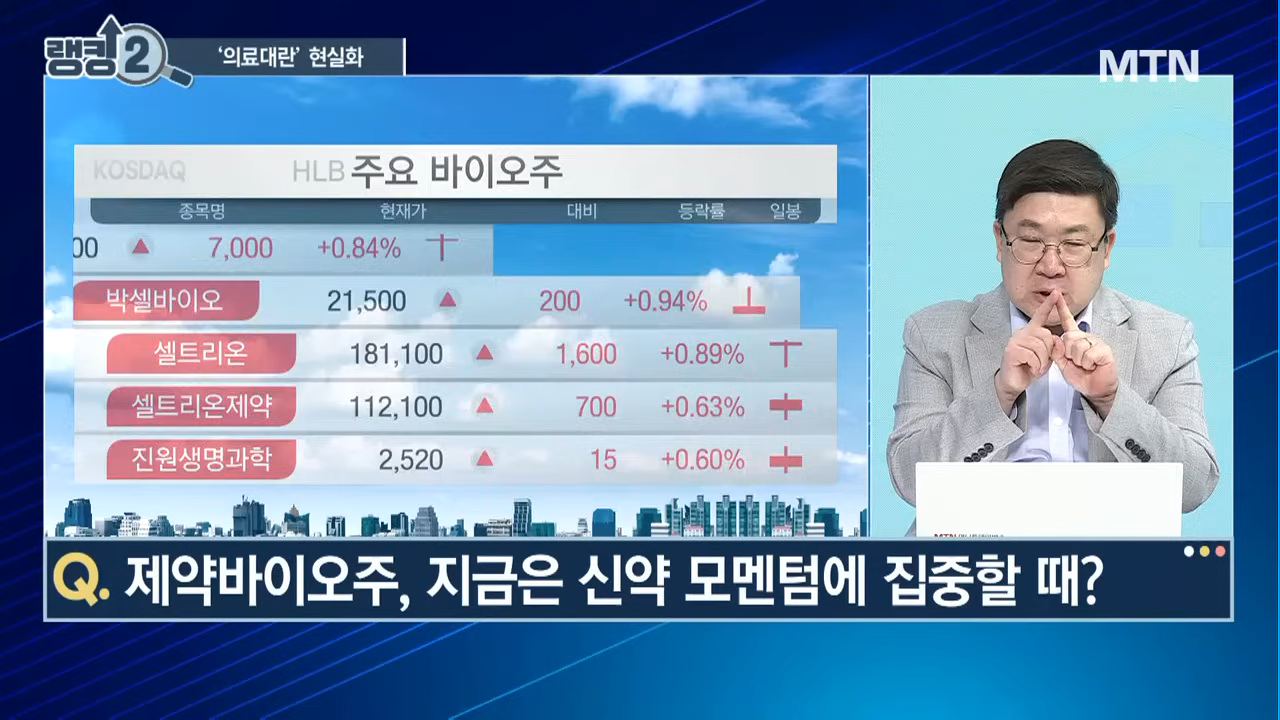 랭킹2 '의료대란' 현실화
MTN
KOSDAQ HLB 주요 바이오주
종목명 현재가 대비 등락률 일봉
00 ▲ 7,000 +0.84%
박셀바이오 21,500 ▲ 200 +0.94%
셀트리온 181,100 ▲ 1,600 +0.89%
셀트리온제약 112,100 ▲ 700 +0.63%
진원생명과학 2,520 ▲ 15 +0.60%
Q. 제약바이오주, 지금은 신약 모멘텀에 집중할 때?